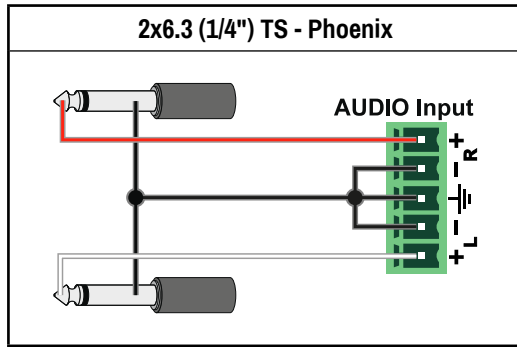 2x6.3 (1/4") TS - Phoenix
AUDIO Input
+
R
-
-
L
+